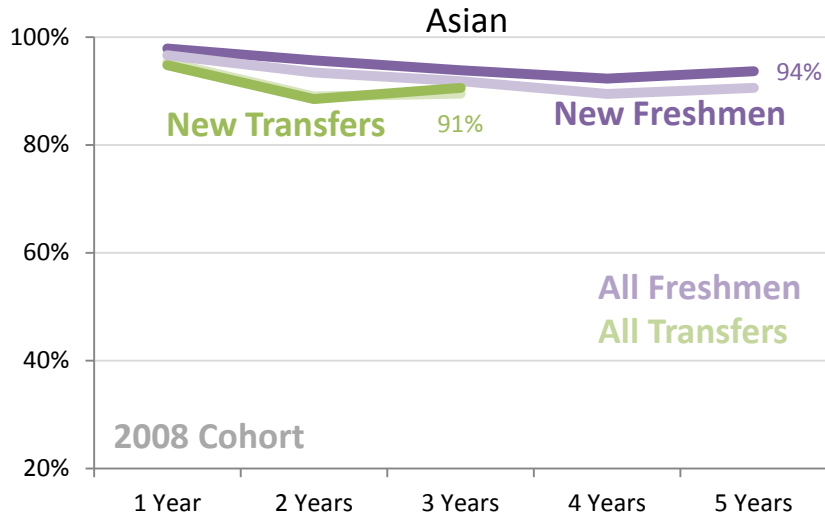 Asian
100%
94%
New Transfers
New Freshmen
91%
80%
60%
All Freshmen
All Transfers
40%
2008 Cohort
20%
1 Year 2 Years 3 Years 4 Years 5 Years